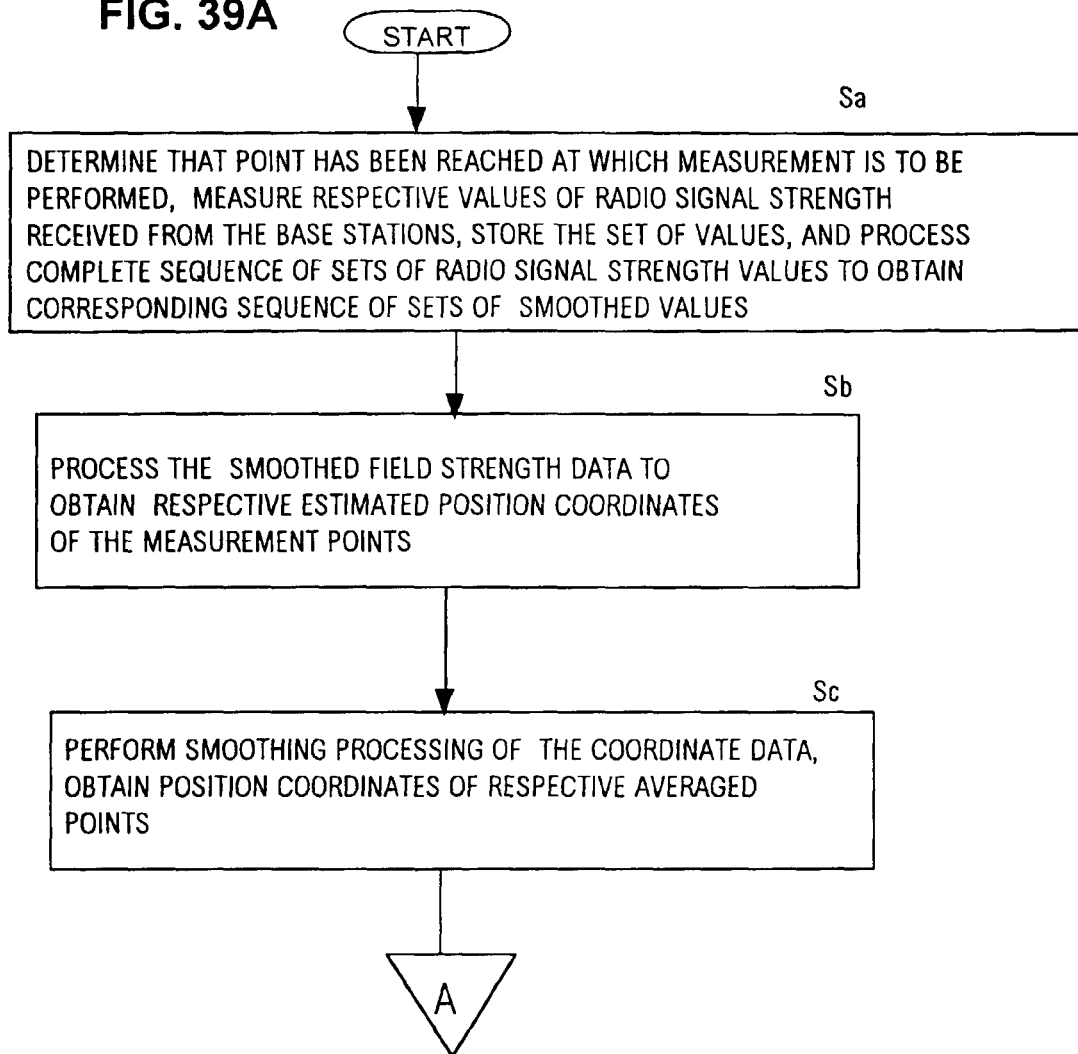 FIG. 39A
START
Sa
DETERMINE THAT POINT HAS BEEN REACHED AT WHICH MEASUREMENT IS TO BE
PERFORMED, MEASURE RESPECTIVE VALUES OF RADIO SIGNAL STRENGTH
RECEIVED FROM THE BASE STATIONS, STORE THE SET OF VALUES, AND PROCESS
COMPLETE SEQUENCE OF SETS OF RADIO SIGNAL STRENGTH VALUES TO OBTAIN
CORRESPONDING SEQUENCE OF SETS OF SMOOTHED VALUES
Sb
PROCESS THE SMOOTHED FIELD STRENGTH DATA TO
OBTAIN RESPECTIVE ESTIMATED POSITION COORDINATES
OF THE MEASUREMENT POINTS
Sc
PERFORM SMOOTHING PROCESSING OF THE COORDINATE DATA,
OBTAIN POSITION COORDINATES OF RESPECTIVE AVERAGED
POINTS
A